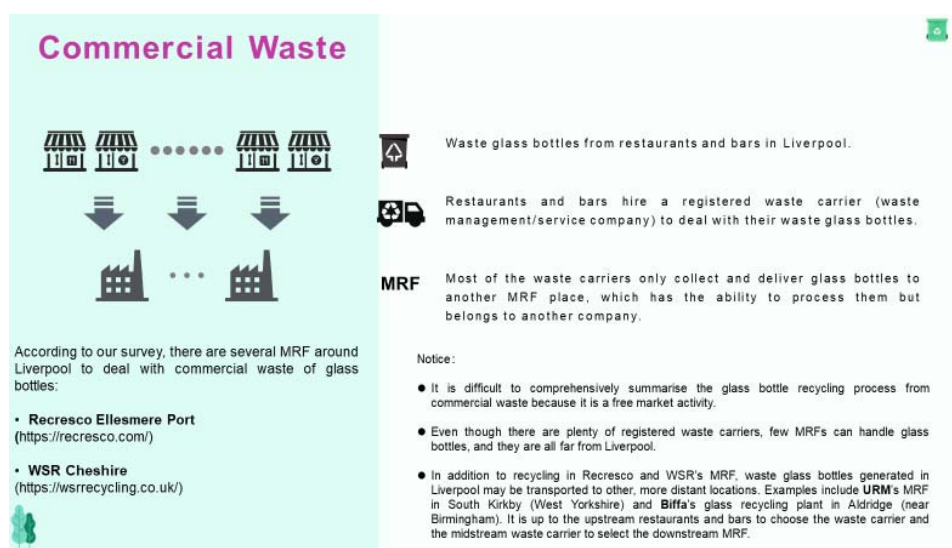 Commercial Waste
Waste glass bottles from restaurants and bars in Liverpool.
Restaurants and bars hire a registered waste carrier (waste
management/service company) to deal with their waste glass bottles.
MRF
Most of the waste carriers only collect and deliver glass bottles to
another MRF place, which has the ability to process them but
belongs to another company.
According to our survey, there are several MRF around
Liverpool to deal with commercial waste of glass
bottles:
• Recresco Ellesmere Port
(https://recresco.com/)
• WSR Cheshire
(https://wsrrecycling.co.uk/)
Notice:
● It is difficult to comprehensively summarise the glass bottle recycling process from
commercial waste because it is a free market activity.
● Even though there are plenty of registered waste carriers, few MRFs can handle glass
bottles, and they are all far from Liverpool.
● In addition to recycling in Recresco and WSR's MRF, waste glass bottles generated in
Liverpool may be transported to other, more distant locations. Examples include URM's MRF
in South Kirkby (West Yorkshire) and Biffa's glass recycling plant in Aldridge (near
Birmingham). It is up to the upstream restaurants and bars to choose the waste carrier and
the midstream waste carrier to select the downstream MRF.